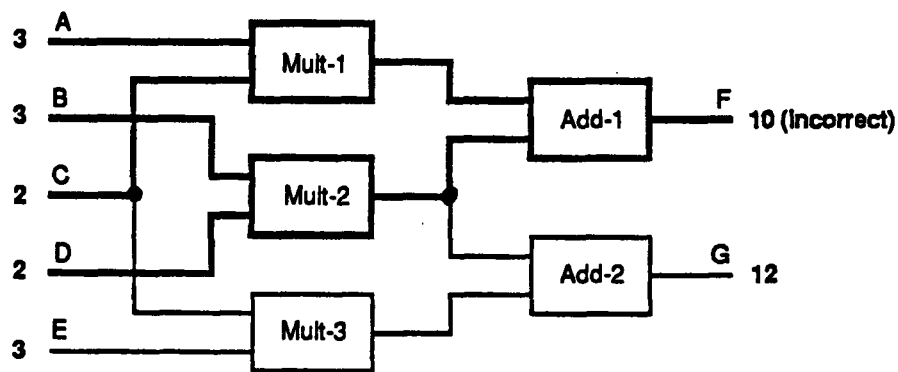 3 A
Mult-1
3 B
Add-1
F
10 (Incorrect)
2 C
Mult-2
2 D
Add-2
G
12
3 E
Mult-3